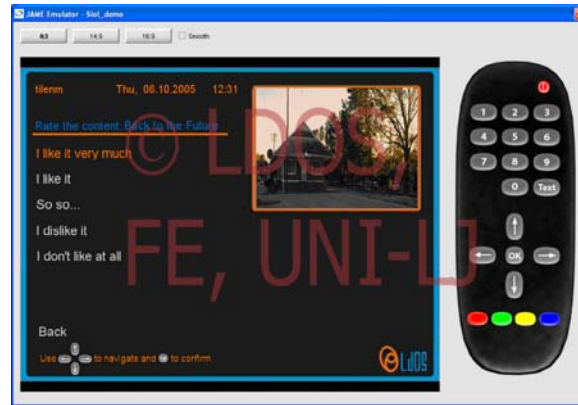 JAME Emulator - Siol_demo
4:3 14:9 16:9 Smooth
tilenm Thu, 06.10.2005 12:31
Rate the content: Back to the Future
I like it very much
I like it
So so...
I dislike it
I don't like at all
Back
Use to navigate and to confirm
LdOS
© LDOS,
FE, UNI-LJ
1 2 3
4 5 6
7 8 9
0 Text
OK